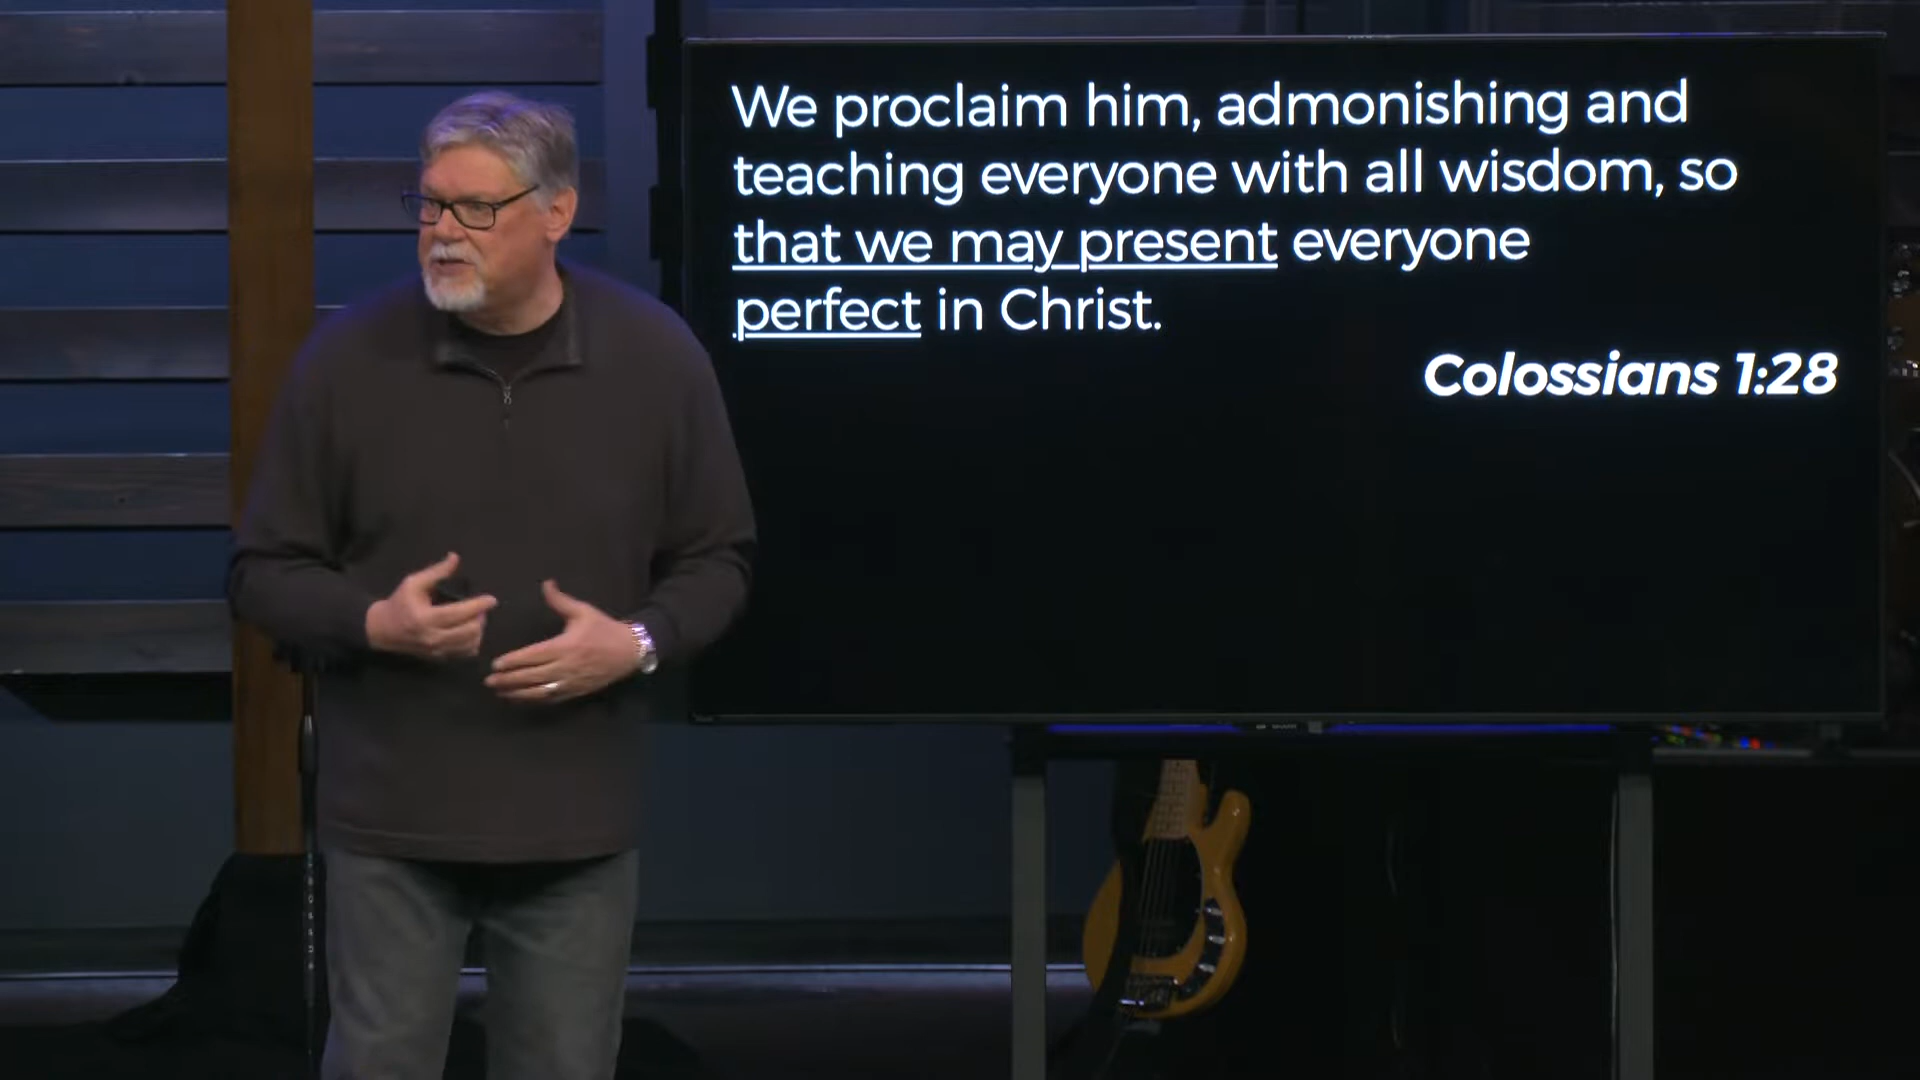 We proclaim him, admonishing and
teaching everyone with all wisdom, so
that we may present everyone
perfect in Christ.
Colossians 1:28